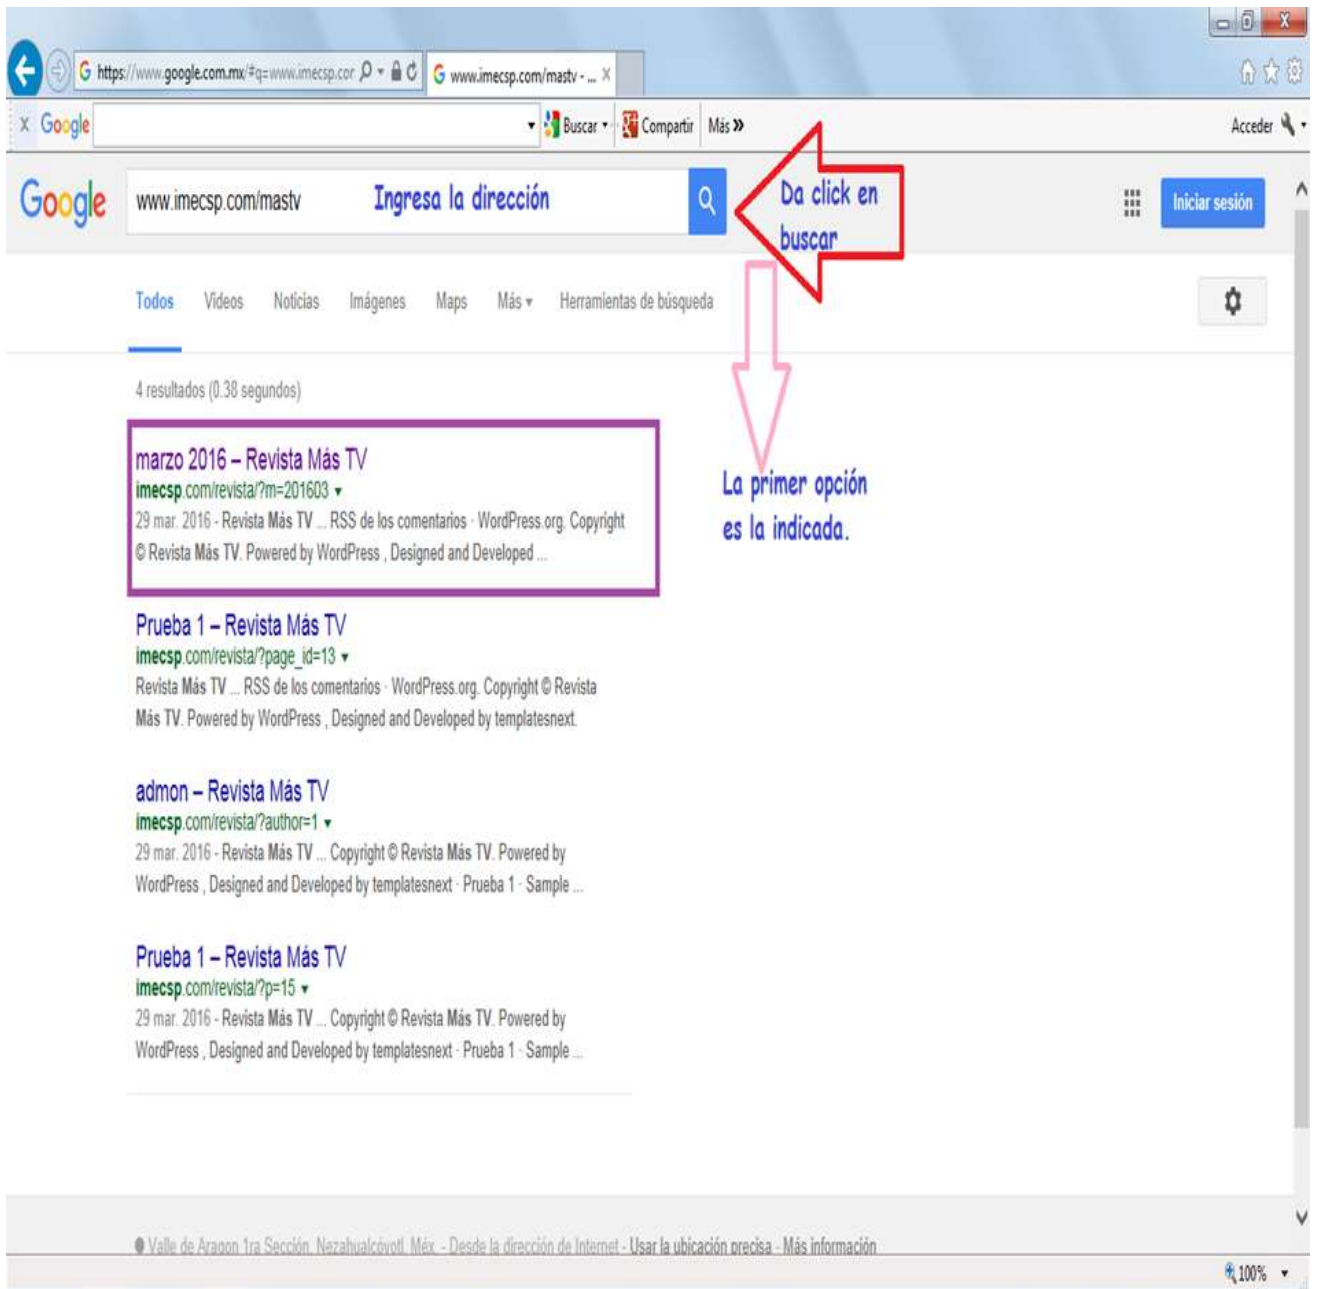 https://www.google.com.mx/#q=www.imecsp.cor
www.imecsp.com/mastv - ...
X Google Buscar Compartir Más » Acceder
Google www.imecsp.com/mastv Ingresa la dirección Da click en Iniciar sesión
buscar
Todos Videos Noticias Imágenes Maps Más Herramientas de búsqueda
4 resultados (0.38 segundos)
marzo 2016 – Revista Más TV
imecsp.com/revista/?m=201603
29 mar. 2016 - Revista Más TV ... RSS de los comentarios · WordPress.org. Copyright
© Revista Más TV. Powered by WordPress , Designed and Developed ...
La primer opción
es la indicada.
Prueba 1 – Revista Más TV
imecsp.com/revista/?page_id=13
Revista Más TV ... RSS de los comentarios · WordPress.org. Copyright © Revista
Más TV. Powered by WordPress , Designed and Developed by templatesnext.
admon – Revista Más TV
imecsp.com/revista/?author=1
29 mar. 2016 - Revista Más TV ... Copyright © Revista Más TV. Powered by
WordPress , Designed and Developed by templatesnext · Prueba 1 · Sample ...
Prueba 1 – Revista Más TV
imecsp.com/revista/?p=15
29 mar. 2016 - Revista Más TV ... Copyright © Revista Más TV. Powered by
WordPress , Designed and Developed by templatesnext · Prueba 1 · Sample ...
Valle de Aragon 1ra Sección, Nezahualcóyotl, Méx. - Desde la dirección de Internet - Usar la ubicación precisa - Más información
100%